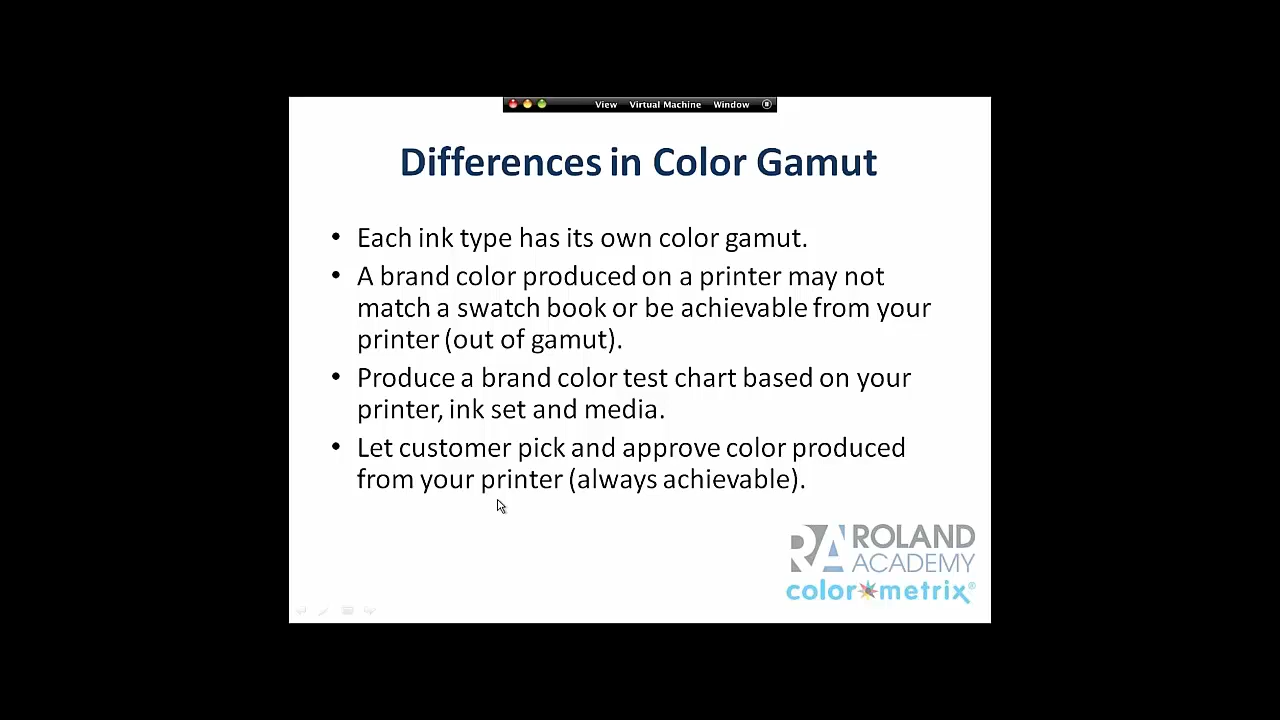 View Virtual Machine Window
Differences in Color Gamut
• Each ink type has its own color gamut.
• A brand color produced on a printer may not
match a swatch book or be achievable from your
printer (out of gamut).
• Produce a brand color test chart based on your
printer, ink set and media.
• Let customer pick and approve color produced
from your printer (always achievable).
RA ROLAND
ACADEMY
color metrix®